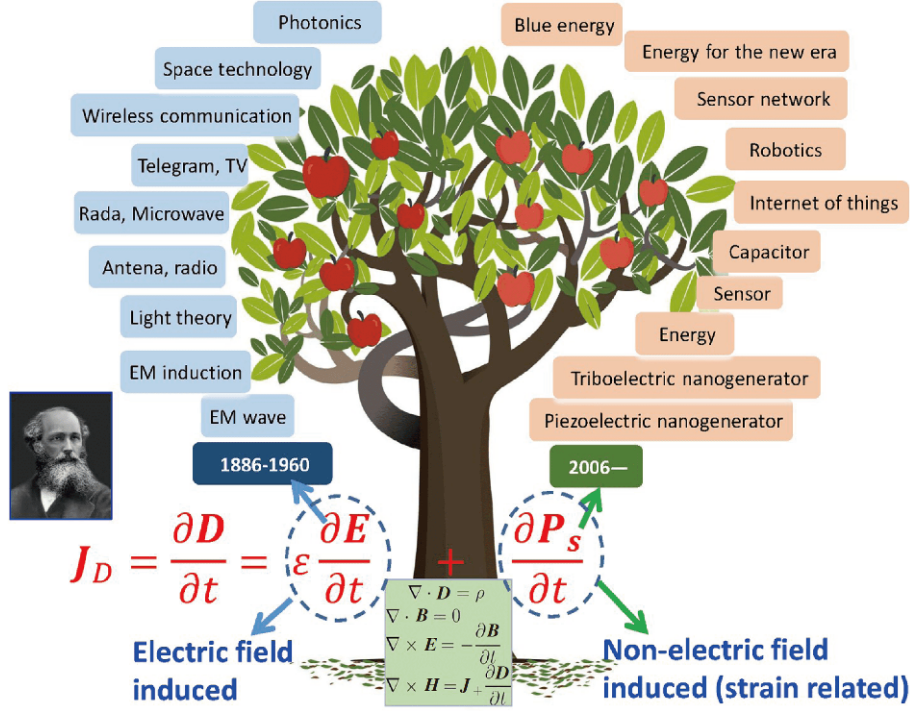 Photonics
Space technology
Wireless communication
Telegram, TV
Rada, Microwave
Antena, radio
Light theory
EM induction
EM wave
1886-1960
Blue energy
Energy for the new era
Sensor network
Robotics
Internet of things
Capacitor
Sensor
Energy
Triboelectric nanogenerator
Piezoelectric nanogenerator
2006—
J_D = ∂D/∂t = ε ∂E/∂t + ∂P_s/∂t
∇ · D = ρ
∇ · B = 0
∇ × E = -∂B/∂t
∇ × H = J + ∂D/∂t
Electric field
induced
Non-electric field
induced (strain related)